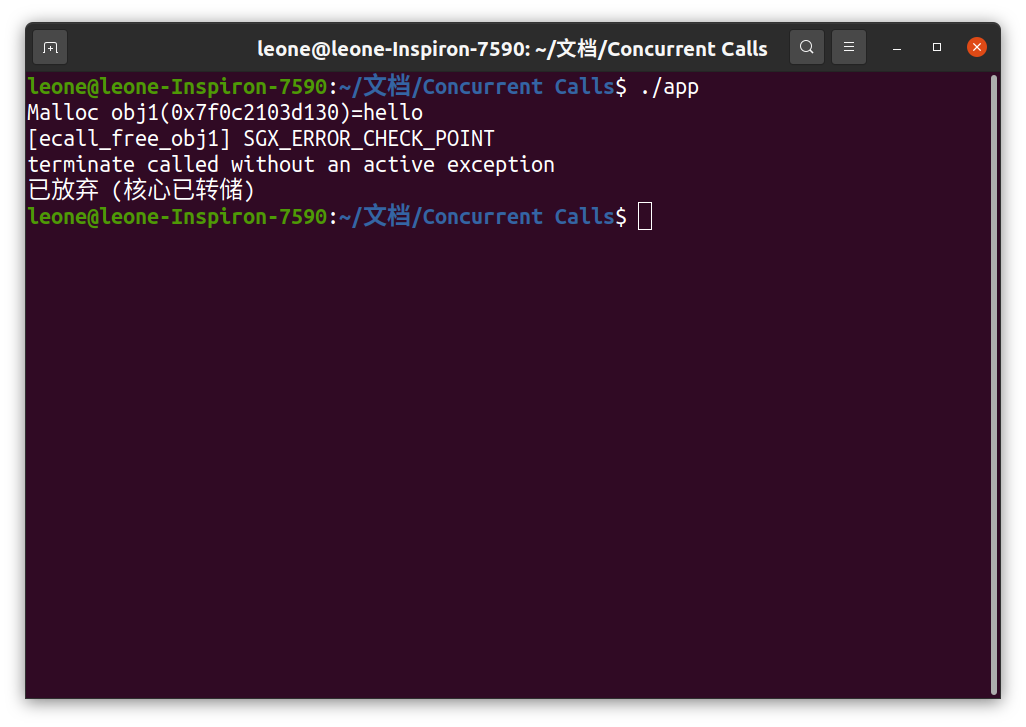 leone@leone-Inspiron-7590: ~/文档/Concurrent Calls
leone@leone-Inspiron-7590:~/文档/Concurrent Calls$ ./app
Malloc obj1(0x7f0c2103d130)=hello
[ecall_free_obj1] SGX_ERROR_CHECK_POINT
terminate called without an active exception
已放弃 (核心已转储)
leone@leone-Inspiron-7590:~/文档/Concurrent Calls$